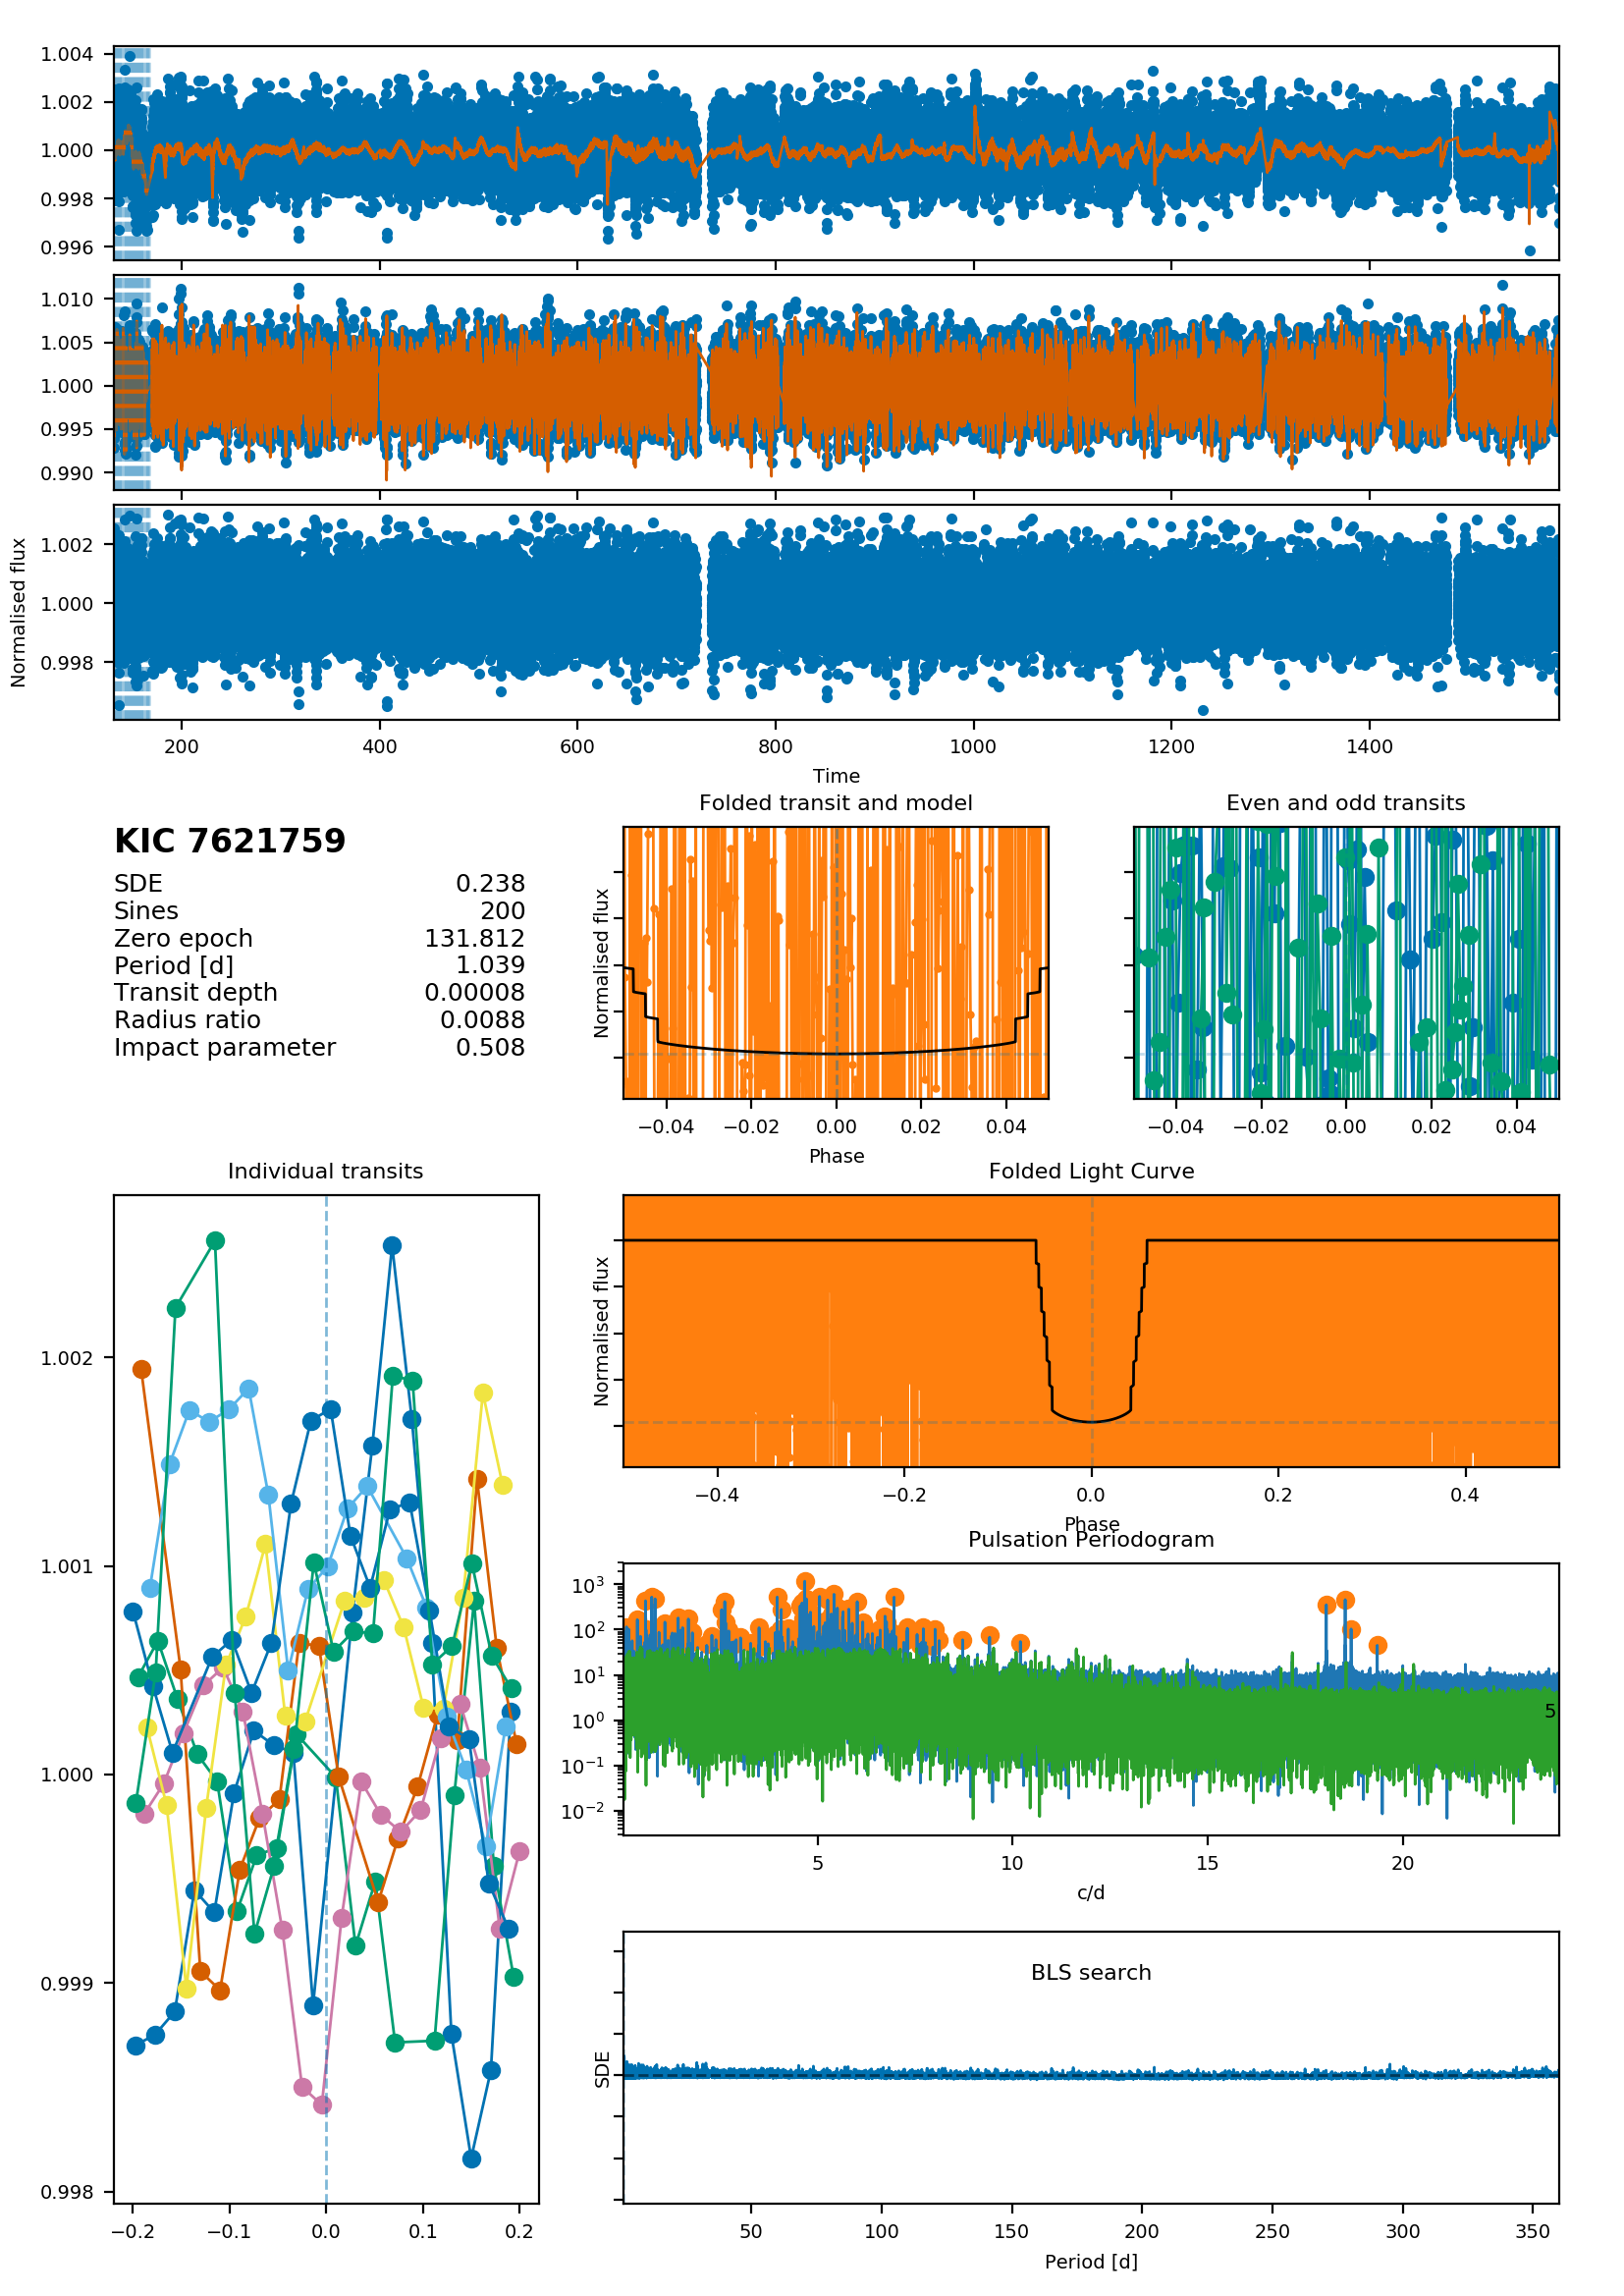 1.004
1.002
1.000
0.998
0.996
1.010
1.005
1.000
0.995
0.990
1.002
1.000
0.998
Normalised flux
200 400 600 800 1000 1200 1400
Time
KIC 7621759
SDE 0.238
Sines 200
Zero epoch 131.812
Period [d] 1.039
Transit depth 0.00008
Radius ratio 0.0088
Impact parameter 0.508
Folded transit and model
Normalised flux
−0.04 −0.02 0.00 0.02 0.04
Phase
Even and odd transits
−0.04 −0.02 0.00 0.02 0.04
Individual transits
1.002
1.001
1.000
0.999
0.998
−0.2 −0.1 0.0 0.1 0.2
Folded Light Curve
Normalised flux
−0.4 −0.2 0.0 0.2 0.4
Phase
Pulsation Periodogram
10³
10²
10¹
10⁰
10⁻¹
10⁻²
5
5 10 15 20
c/d
BLS search
SDE
50 100 150 200 250 300 350
Period [d]